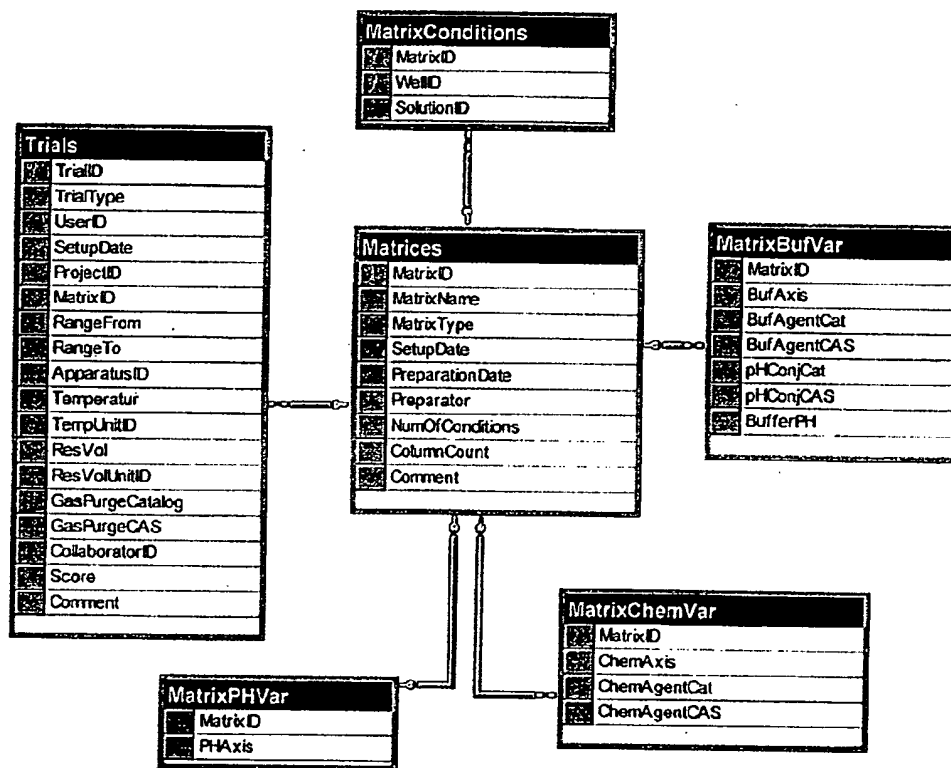 MatrixConditions
MatrixID
WellID
SolutionID
Trials
TrialID
TrialType
UserID
SetupDate
ProjectID
MatrixID
RangeFrom
RangeTo
ApparatusID
Temperatur
TempUnitID
ResVol
ResVolUnitID
GasPurgeCatalog
GasPurgeCAS
CollaboratorID
Score
Comment
Matrices
MatrixID
MatrixName
MatrixType
SetupDate
PreparationDate
Preparator
NumOfConditions
ColumnCount
Comment
MatrixBufVar
MatrixID
BufAxis
BufAgentCat
BufAgentCAS
pHConjCat
pHConjCAS
BufferPH
MatrixChemVar
MatrixID
ChemAxis
ChemAgentCat
ChemAgentCAS
MatrixPHVar
MatrixID
PHAxis